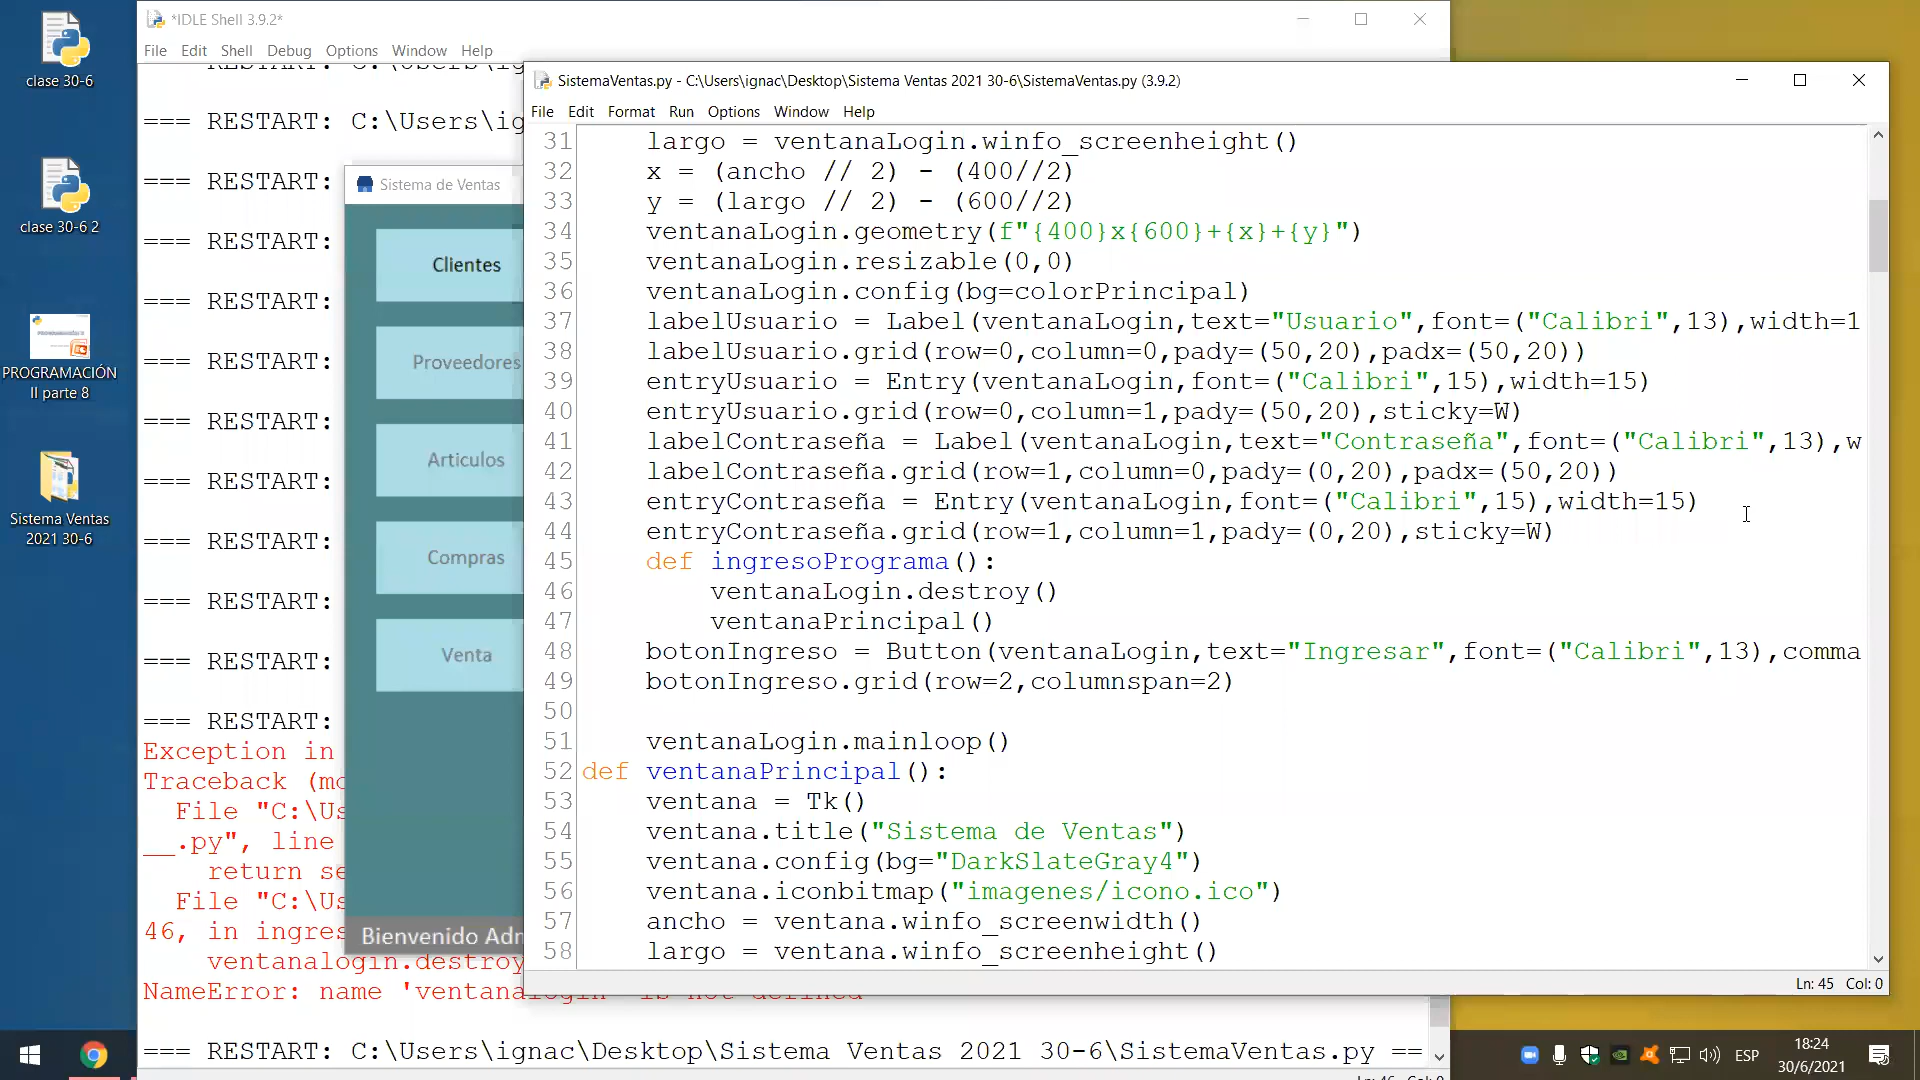 clase 30-6
clase 30-6 2
PROGRAMACIÓN
II parte 8
Sistema Ventas
2021 30-6
*IDLE Shell 3.9.2*
File Edit Shell Debug Options Window Help
=== RESTART: C:\Users\ig
=== RESTART:
=== RESTART:
=== RESTART:
=== RESTART:
=== RESTART:
=== RESTART:
=== RESTART:
=== RESTART:
=== RESTART:
=== RESTART:
Exception in
Traceback (mo
File "C:\Us
__.py", line
return se
File "C:\Us
46, in ingres
ventanalogin.destroy
NameError: name 'ventanalogin' is not defined
=== RESTART: C:\Users\ignac\Desktop\Sistema Ventas 2021 30-6\SistemaVentas.py ==
Sistema de Ventas
Clientes
Proveedores
Articulos
Compras
Venta
Bienvenido Adm
SistemaVentas.py - C:\Users\ignac\Desktop\Sistema Ventas 2021 30-6\SistemaVentas.py (3.9.2)
File Edit Format Run Options Window Help
31 largo = ventanaLogin.winfo_screenheight()
32 x = (ancho // 2) - (400//2)
33 y = (largo // 2) - (600//2)
34 ventanaLogin.geometry(f"{400}x{600}+{x}+{y}")
35 ventanaLogin.resizable(0,0)
36 ventanaLogin.config(bg=colorPrincipal)
37 labelUsuario = Label(ventanaLogin,text="Usuario",font=("Calibri",13),width=1
38 labelUsuario.grid(row=0,column=0,pady=(50,20),padx=(50,20))
39 entryUsuario = Entry(ventanaLogin,font=("Calibri",15),width=15)
40 entryUsuario.grid(row=0,column=1,pady=(50,20),sticky=W)
41 labelContraseña = Label(ventanaLogin,text="Contraseña",font=("Calibri",13),w
42 labelContraseña.grid(row=1,column=0,pady=(0,20),padx=(50,20))
43 entryContraseña = Entry(ventanaLogin,font=("Calibri",15),width=15)
44 entryContraseña.grid(row=1,column=1,pady=(0,20),sticky=W)
45 def ingresoPrograma():
46 ventanaLogin.destroy()
47 ventanaPrincipal()
48 botonIngreso = Button(ventanaLogin,text="Ingresar",font=("Calibri",13),comma
49 botonIngreso.grid(row=2,columnspan=2)
50
51 ventanaLogin.mainloop()
52 def ventanaPrincipal():
53 ventana = Tk()
54 ventana.title("Sistema de Ventas")
55 ventana.config(bg="DarkSlateGray4")
56 ventana.iconbitmap("imagenes/icono.ico")
57 ancho = ventana.winfo_screenwidth()
58 largo = ventana.winfo_screenheight()
Ln: 45 Col: 0
ESP
18:24
30/6/2021